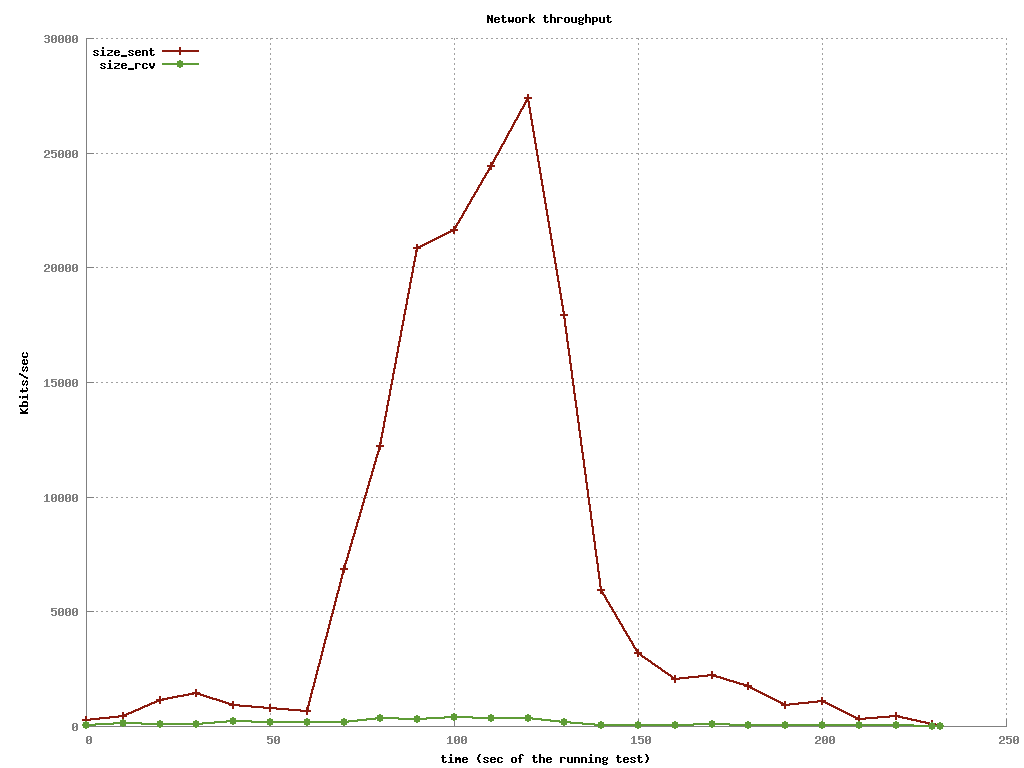 Network throughput
size_sent
size_rcv
30000
25000
20000
15000
10000
5000
0
Kbits/sec
0 50 100 150 200 250
time (sec of the running test)